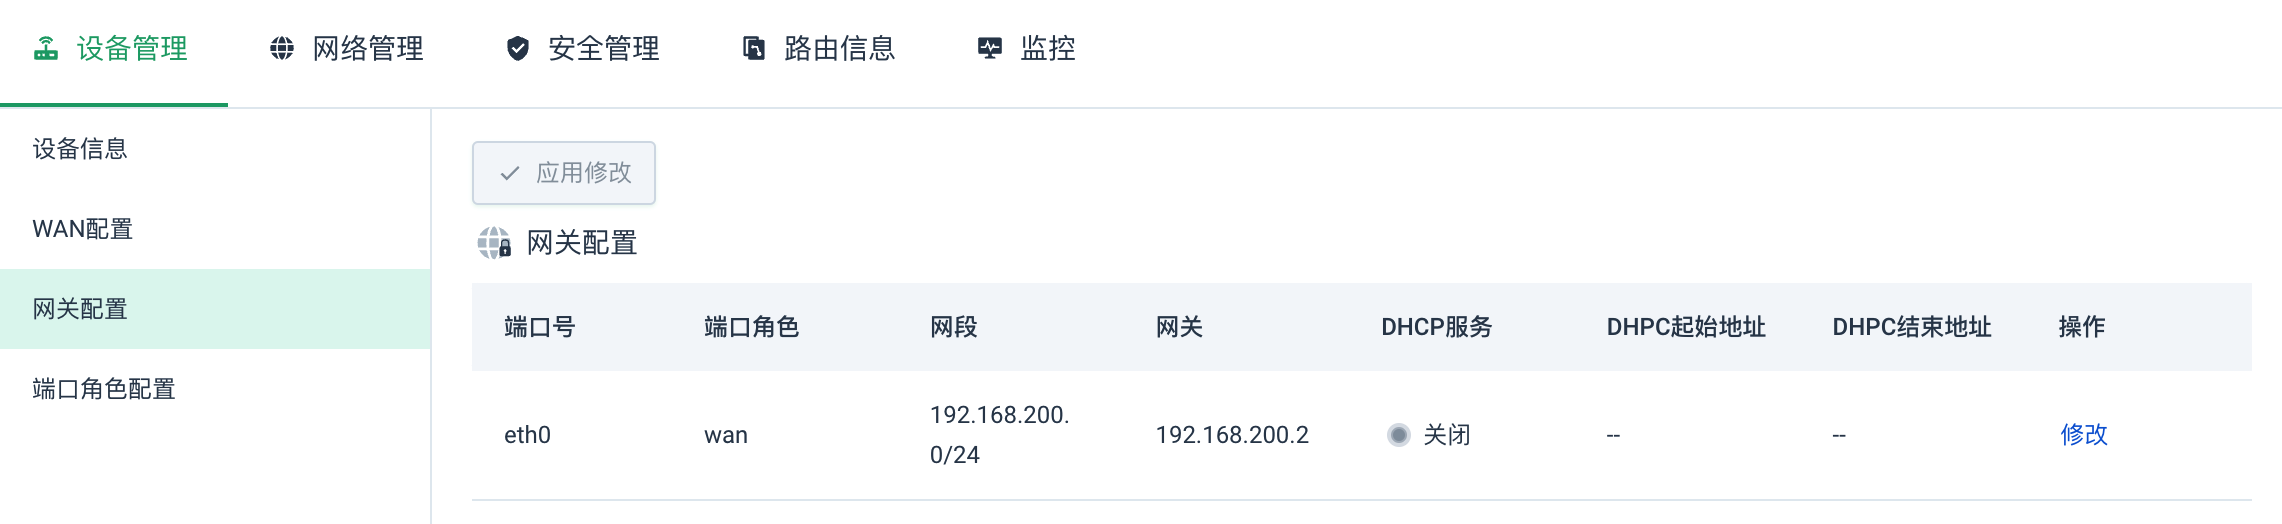 设备管理 网络管理 安全管理 路由信息 监控
设备信息
WAN配置
网关配置
端口角色配置
应用修改
网关配置
端口号 端口角色 网段 网关 DHCP服务 DHPC起始地址 DHPC结束地址 操作
eth0 wan 192.168.200.
0/24 192.168.200.2 关闭 -- -- 修改